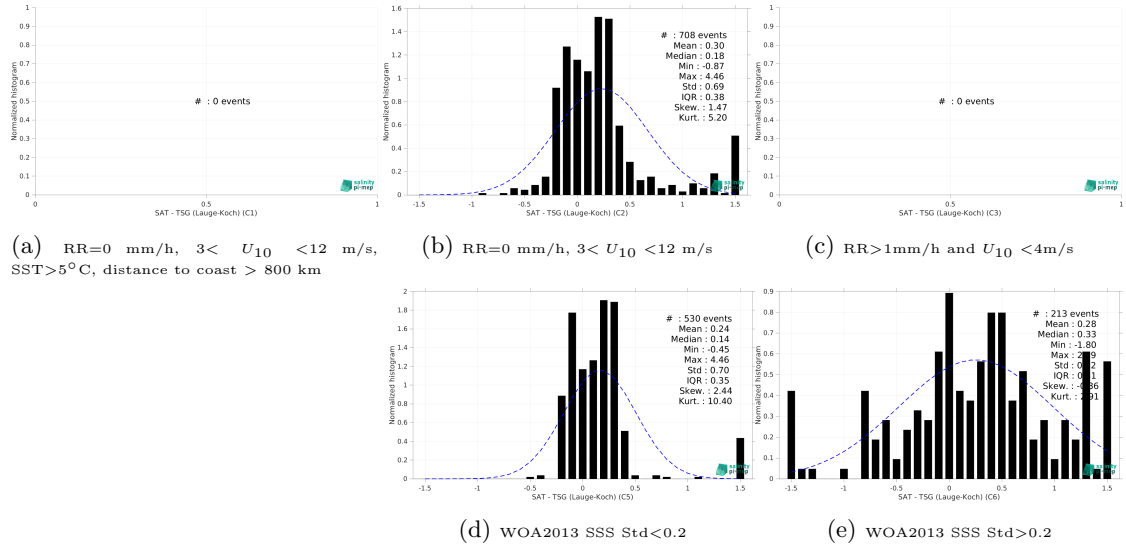 1
0.9
0.8
0.7
0.6
0.5
0.4
0.3
0.2
0.1
0
Normalized histogram
# : 0 events
salinity
pi-mep
0.5
1
SAT - TSG (Lauge-Koch) (C1)
(a) RR=0 mm/h, 3< U10 <12 m/s,
SST>5°C, distance to coast > 800 km
1.6
1.4
1.2
1
0.8
0.6
0.4
0.2
0
Normalized histogram
# : 708 events
Mean : 0.30
Median : 0.18
Min : -0.87
Max : 4.46
Std : 0.69
IQR : 0.38
Skew. : 1.47
Kurt. : 5.20
salinity
pi-mep
-1.5 -1 -0.5 0 0.5 1 1.5
SAT - TSG (Lauge-Koch) (C2)
(b) RR=0 mm/h, 3< U10 <12 m/s
1
0.9
0.8
0.7
0.6
0.5
0.4
0.3
0.2
0.1
0
Normalized histogram
# : 0 events
salinity
pi-mep
0.5
1
SAT - TSG (Lauge-Koch) (C3)
(c) RR>1mm/h and U10 <4m/s
2
1.8
1.6
1.4
1.2
1
0.8
0.6
0.4
0.2
0
Normalized histogram
# : 530 events
Mean : 0.24
Median : 0.14
Min : -0.45
Max : 4.46
Std : 0.70
IQR : 0.35
Skew. : 2.44
Kurt. : 10.40
salinity
pi-mep
-1.5 -1 -0.5 0 0.5 1 1.5
SAT - TSG (Lauge-Koch) (C5)
(d) WOA2013 SSS Std<0.2
0.9
0.8
0.7
0.6
0.5
0.4
0.3
0.2
0.1
0
Normalized histogram
# : 213 events
Mean : 0.28
Median : 0.33
Min : -1.80
Max :
Std :
IQR :
Skew. :
Kurt. : 2.91
salinity
pi-mep
-1.5 -1 -0.5 0 0.5 1 1.5
SAT - TSG (Lauge-Koch) (C6)
(e) WOA2013 SSS Std>0.2